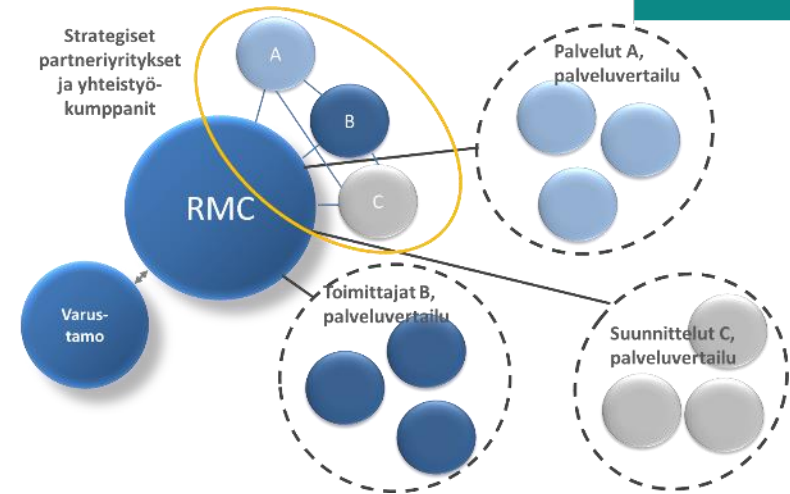 Strategiset
partneriyritykset
ja yhteistyö-
kumppanit
A
B
C
RMC
Varus-
tamo
Palvelut A,
palveluvertailu
Toimittajat B,
palveluvertailu
Suunnittelut C,
palveluvertailu